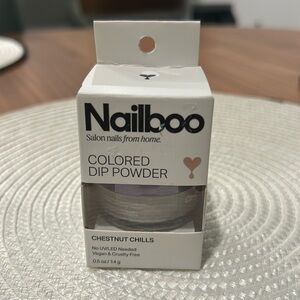 Nailboo
Salon nails from home.
COLORED
DIP POWDER
CHESTNUT CHILLS
No UV/LED Needed
Vegan & Cruelty Free
0.5 oz / 14 g